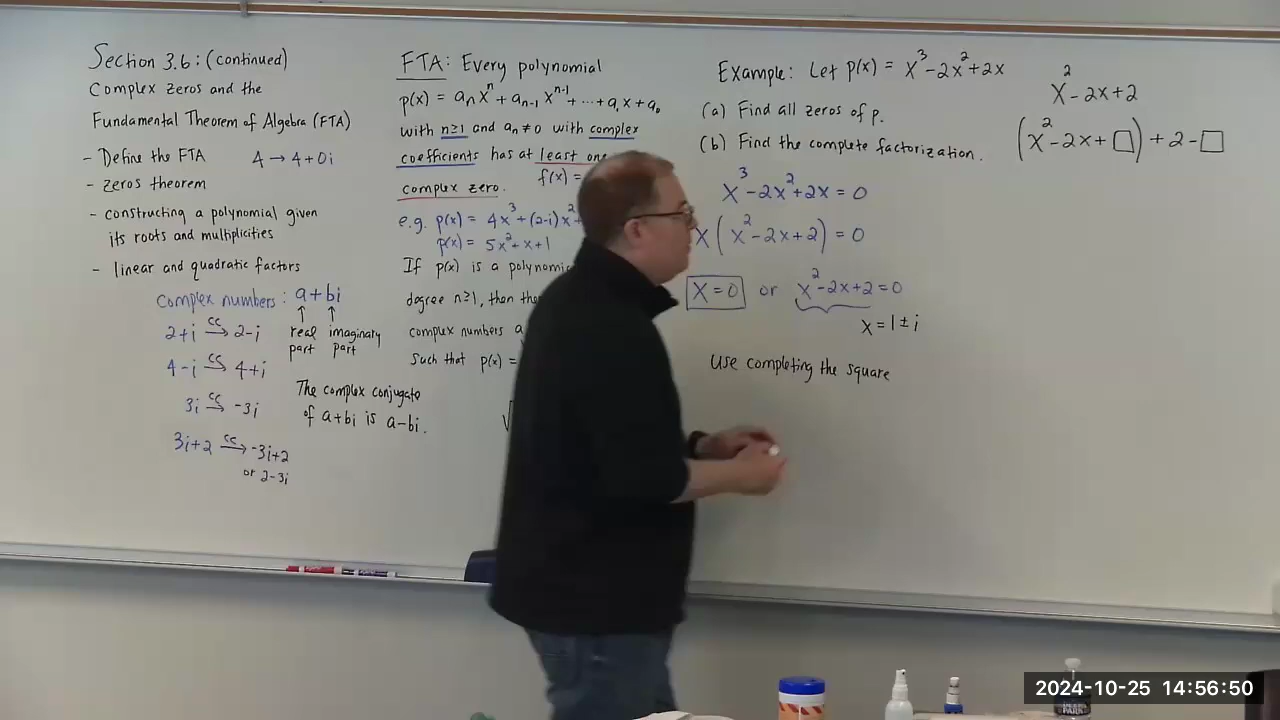 Section 3.6: (continued)
Complex zeros and the
Fundamental Theorem of Algebra (FTA)
- Define the FTA
4 → 4+0i
- zeros theorem
- constructing a polynomial given
its roots and multiplicities
- linear and quadratic factors
complex numbers: a+bi
↑ ↑
real imaginary
part part
2+i cc→ 2-i
4-i cc→ 4+i
3i cc→ -3i
3i+2 cc→ -3i+2
or 2-3i
The complex conjugate
of a+bi is a-bi.
FTA: Every polynomial
p(x) = aₙxⁿ + aₙ₋₁xⁿ⁻¹ + ... + a₁x + a₀
with n≥1 and aₙ≠0 with complex
coefficients has at least one
complex zero.
f(x) =
e.g. p(x) = 4x³+(2-i)x²+
p(x) = 5x²+x+1
If p(x) is a
degree n≥1, then
complex numbers
Such that p(x) =
√
Example: Let p(x) = x³-2x²+2x
(a) Find all zeros of p.
(b) Find the complete factorization.
x³-2x²+2x = 0
x(x²-2x+2) = 0
x=0 or x²-2x+2=0
x = 1±i
Use completing the square
x²-2x+2
(x²-2x+□)+2-□
2024-10-25 14:56:50